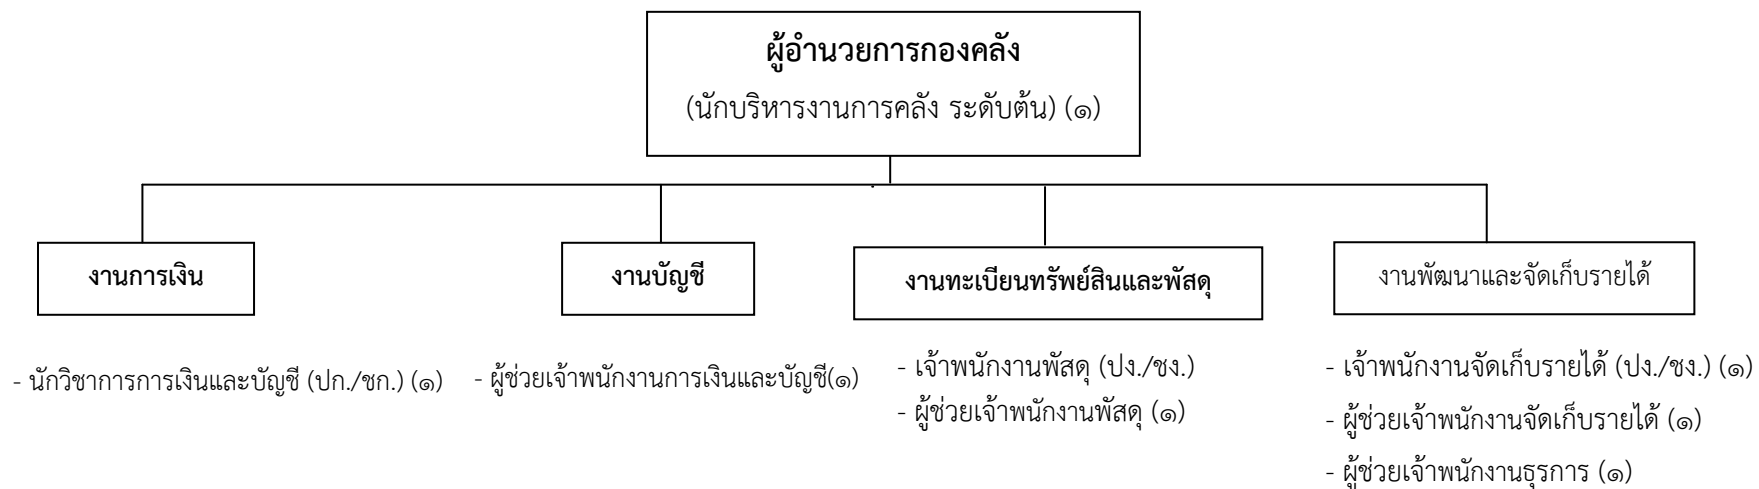 ผู้อำนวยการกองคลัง
(นักบริหารงานการคลัง ระดับต้น) (๑)
งานการเงิน
- นักวิชาการการเงินและบัญชี (ปก./ชก.) (๑)
งานบัญชี
- ผู้ช่วยเจ้าพนักงานการเงินและบัญชี(๑)
งานทะเบียนทรัพย์สินและพัสดุ
- เจ้าพนักงานพัสดุ (ปง./ชง.)
- ผู้ช่วยเจ้าพนักงานพัสดุ (๑)
งานพัฒนาและจัดเก็บรายได้
- เจ้าพนักงานจัดเก็บรายได้ (ปง./ชง.) (๑)
- ผู้ช่วยเจ้าพนักงานจัดเก็บรายได้ (๑)
- ผู้ช่วยเจ้าพนักงานธุรการ (๑)